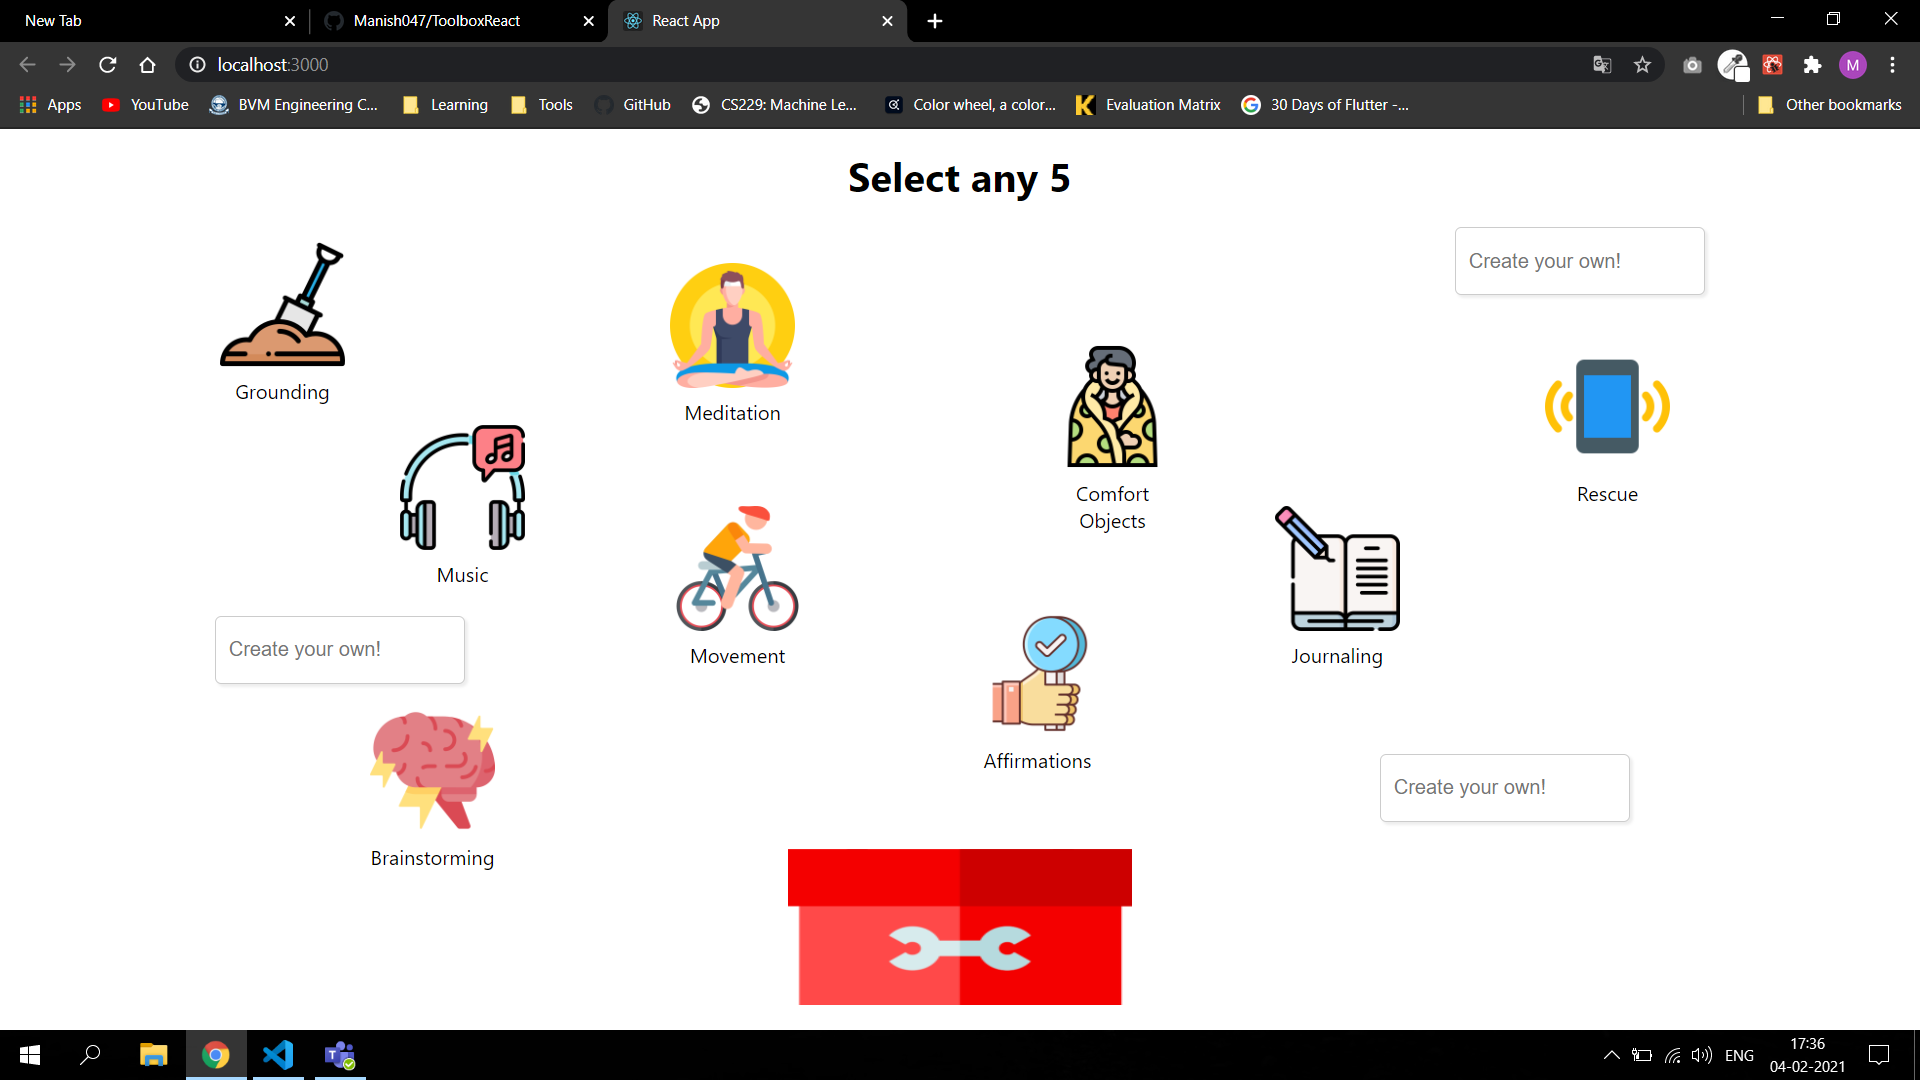 New Tab
Manish047/ToolboxReact
React App
localhost:3000
M
Apps
YouTube
BVM Engineering C...
Learning
Tools
GitHub
CS229: Machine Le...
Color wheel, a color...
Evaluation Matrix
30 Days of Flutter -...
Other bookmarks
Select any 5
Create your own!
Grounding
Meditation
Comfort
Objects
Rescue
Music
Create your own!
Movement
Journaling
Affirmations
Create your own!
Brainstorming
ENG
17:36
04-02-2021